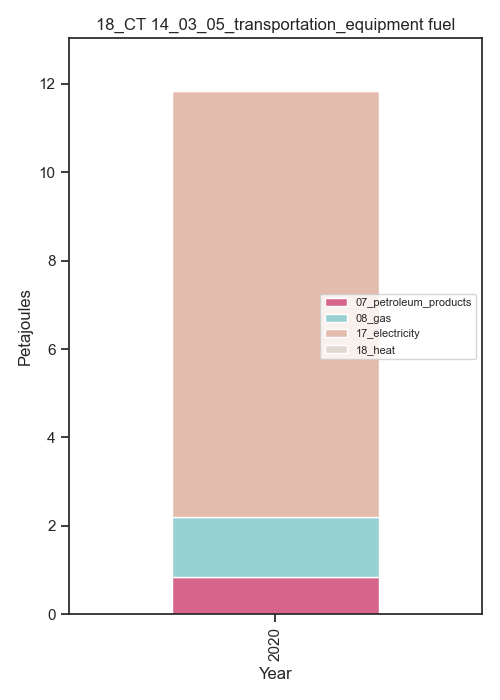 18_CT 14_03_05_transportation_equipment fuel
12
10
8
6
4
2
0
Petajoules
07_petroleum_products
08_gas
17_electricity
18_heat
2020
Year